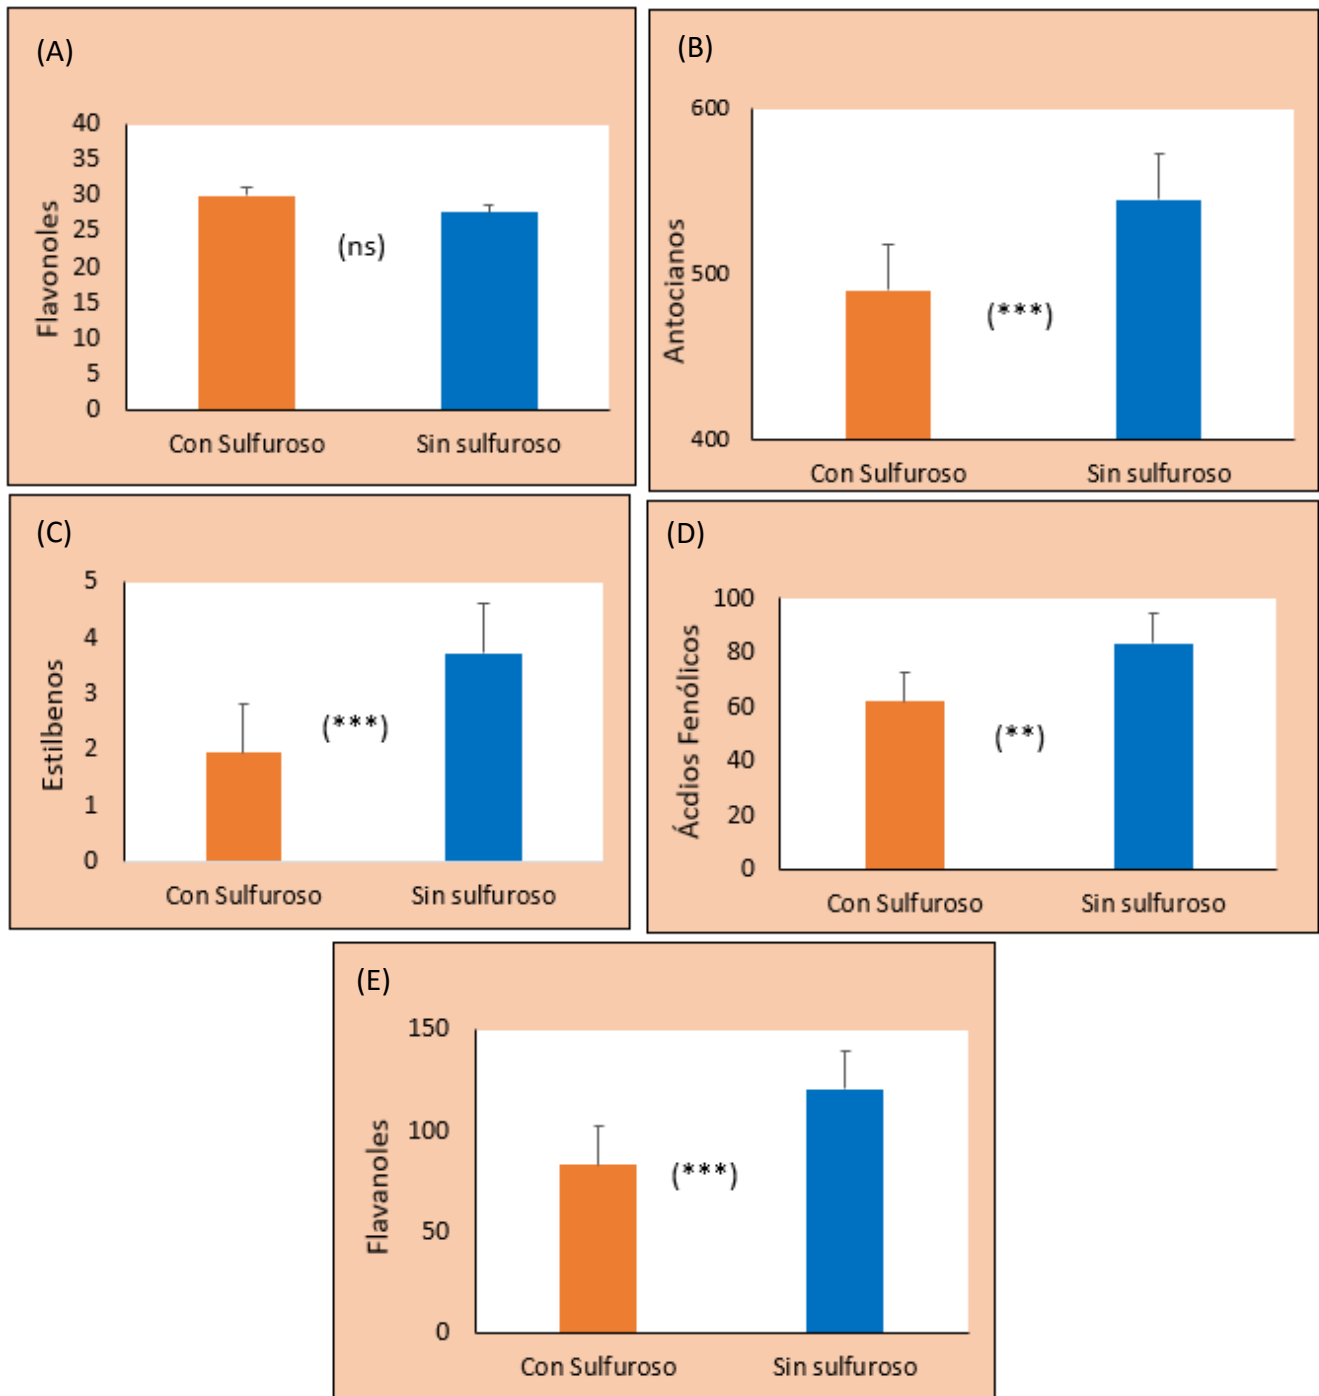 (A)
Flavonoles
40
35
30
25
20
15
10
5
0
(ns)
Con Sulfuroso
Sin sulfuroso
(B)
Antocianos
600
500
400
(***)
Con Sulfuroso
Sin sulfuroso
(C)
Estilbenos
5
4
3
2
1
0
(***)
Con Sulfuroso
Sin sulfuroso
(D)
Ácdios Fenólicos
100
80
60
40
20
0
(**)
Con Sulfuroso
Sin sulfuroso
(E)
Flavanoles
150
100
50
0
(***)
Con Sulfuroso
Sin sulfuroso